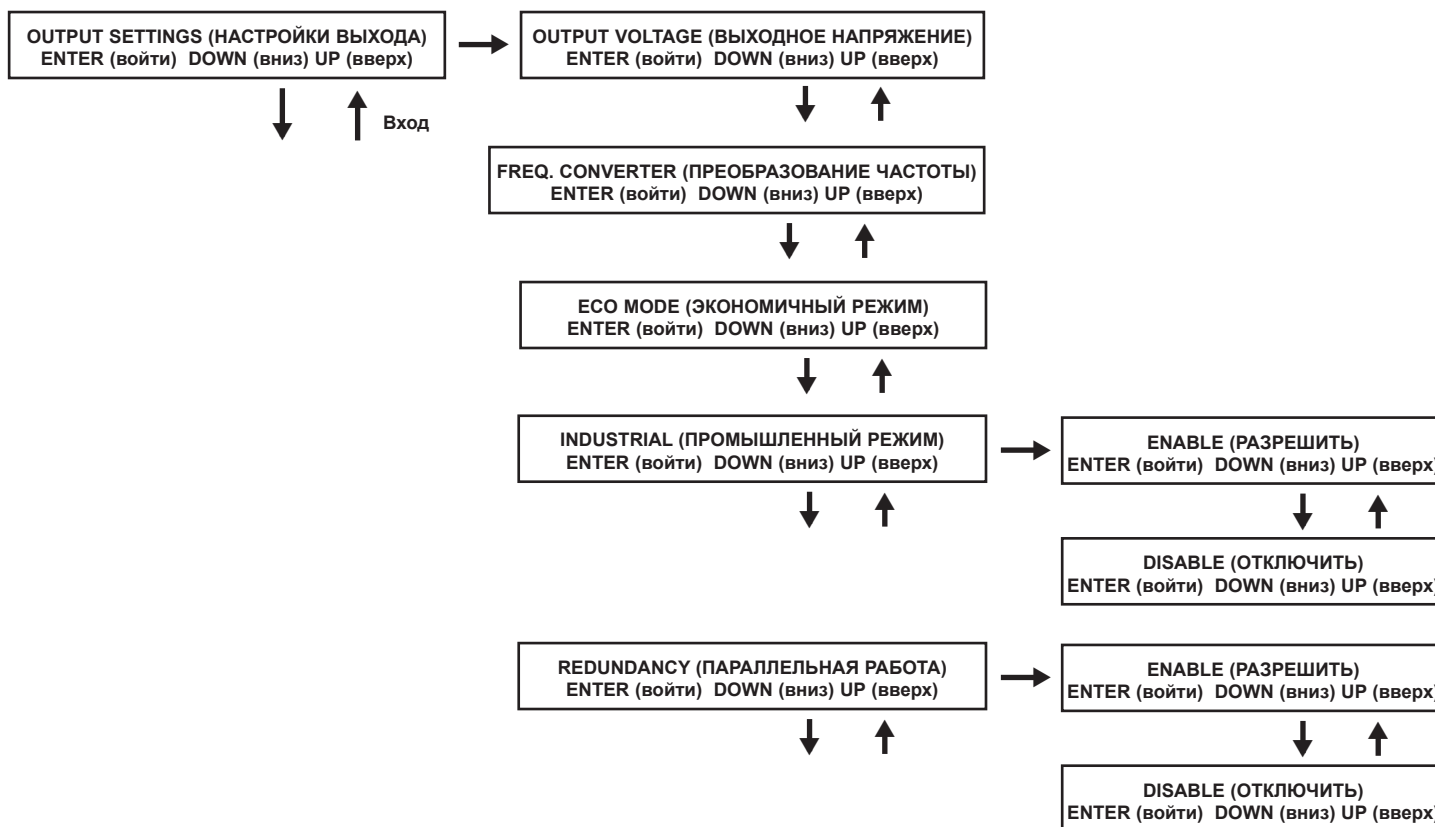 OUTPUT SETTINGS (НАСТРОЙКИ ВЫХОДА)
ENTER (войти) DOWN (вниз) UP (вверх)
OUTPUT VOLTAGE (ВЫХОДНОЕ НАПРЯЖЕНИЕ)
ENTER (войти) DOWN (вниз) UP (вверх)
Вход
FREQ. CONVERTER (ПРЕОБРАЗОВАНИЕ ЧАСТОТЫ)
ENTER (войти) DOWN (вниз) UP (вверх)
ECO MODE (ЭКОНОМИЧНЫЙ РЕЖИМ)
ENTER (войти) DOWN (вниз) UP (вверх)
INDUSTRIAL (ПРОМЫШЛЕННЫЙ РЕЖИМ)
ENTER (войти) DOWN (вниз) UP (вверх)
ENABLE (РАЗРЕШИТЬ)
ENTER (войти) DOWN (вниз) UP (вверх)
DISABLE (ОТКЛЮЧИТЬ)
ENTER (войти) DOWN (вниз) UP (вверх)
REDUNDANCY (ПАРАЛЛЕЛЬНАЯ РАБОТА)
ENTER (войти) DOWN (вниз) UP (вверх)
ENABLE (РАЗРЕШИТЬ)
ENTER (войти) DOWN (вниз) UP (вверх)
DISABLE (ОТКЛЮЧИТЬ)
ENTER (войти) DOWN (вниз) UP (вверх)